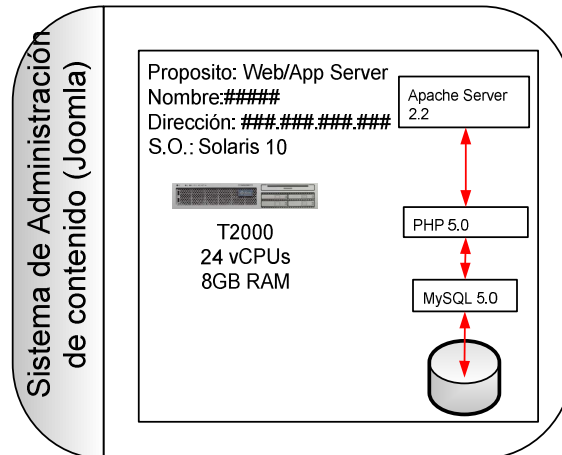 Sistema de Administración
de contenido (Joomla)
Proposito: Web/App Server
Nombre:#####
Dirección: ###.###.###.###
S.O.: Solaris 10
T2000
24 vCPUs
8GB RAM
Apache Server
2.2
PHP 5.0
MySQL 5.0